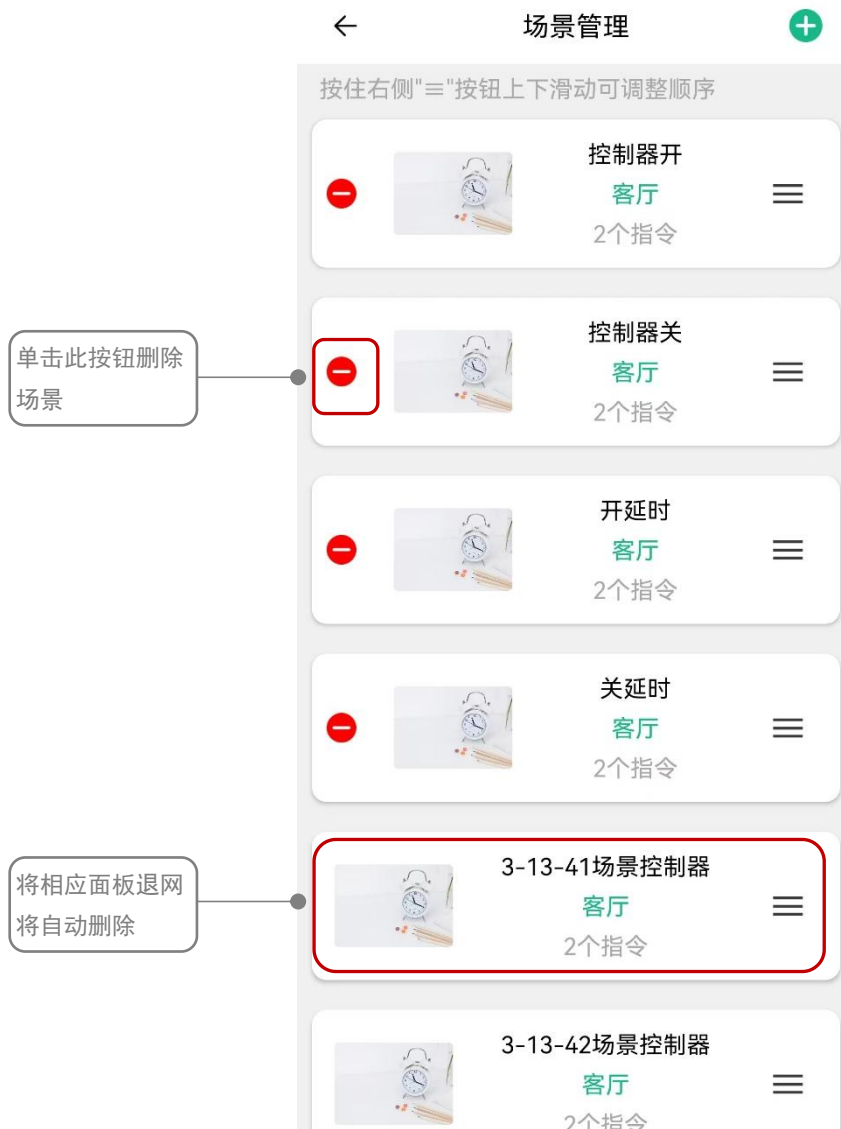 场景管理
按住右侧"≡"按钮上下滑动可调整顺序
控制器开
客厅
2个指令
单击此按钮删除
场景
控制器关
客厅
2个指令
开延时
客厅
2个指令
关延时
客厅
2个指令
将相应面板退网
将自动删除
3-13-41场景控制器
客厅
2个指令
3-13-42场景控制器
客厅
2个指令